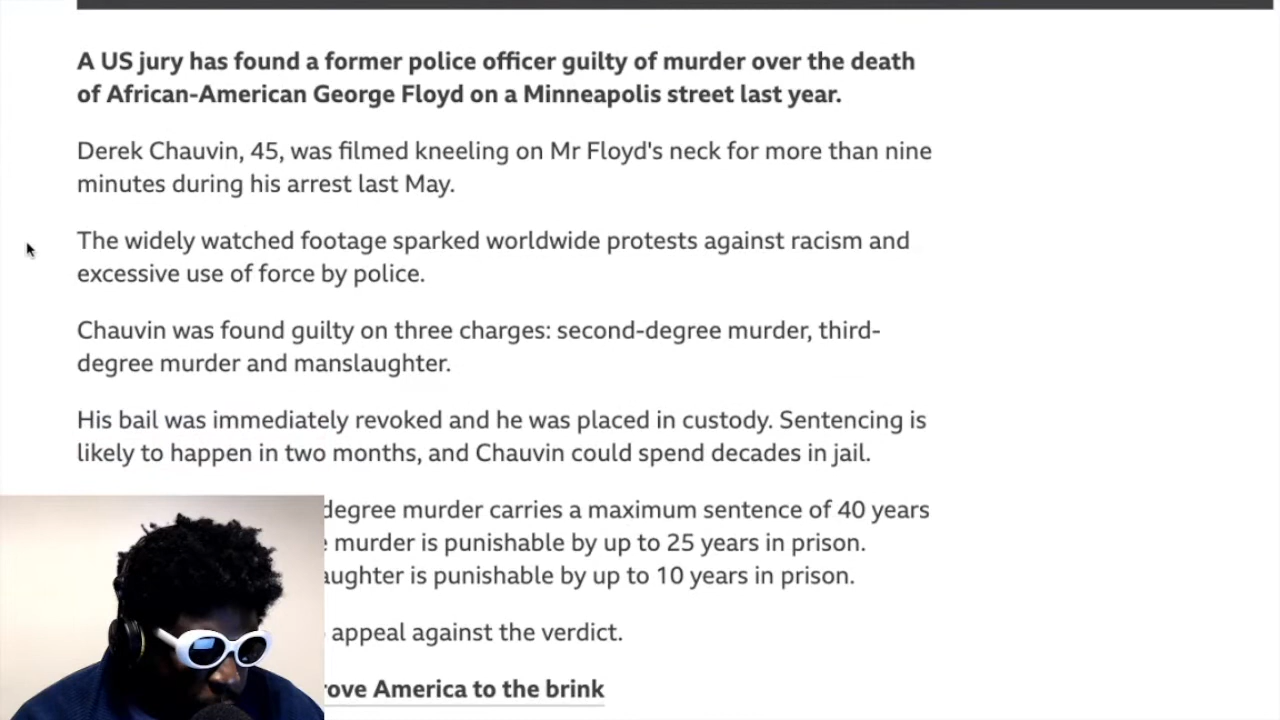 A US jury has found a former police officer guilty of murder over the death
of African-American George Floyd on a Minneapolis street last year.
Derek Chauvin, 45, was filmed kneeling on Mr Floyd's neck for more than nine
minutes during his arrest last May.
The widely watched footage sparked worldwide protests against racism and
excessive use of force by police.
Chauvin was found guilty on three charges: second-degree murder, third-
degree murder and manslaughter.
His bail was immediately revoked and he was placed in custody. Sentencing is
likely to happen in two months, and Chauvin could spend decades in jail.
degree murder carries a maximum sentence of 40 years
murder is punishable by up to 25 years in prison.
aughter is punishable by up to 10 years in prison.
appeal against the verdict.
rove America to the brink